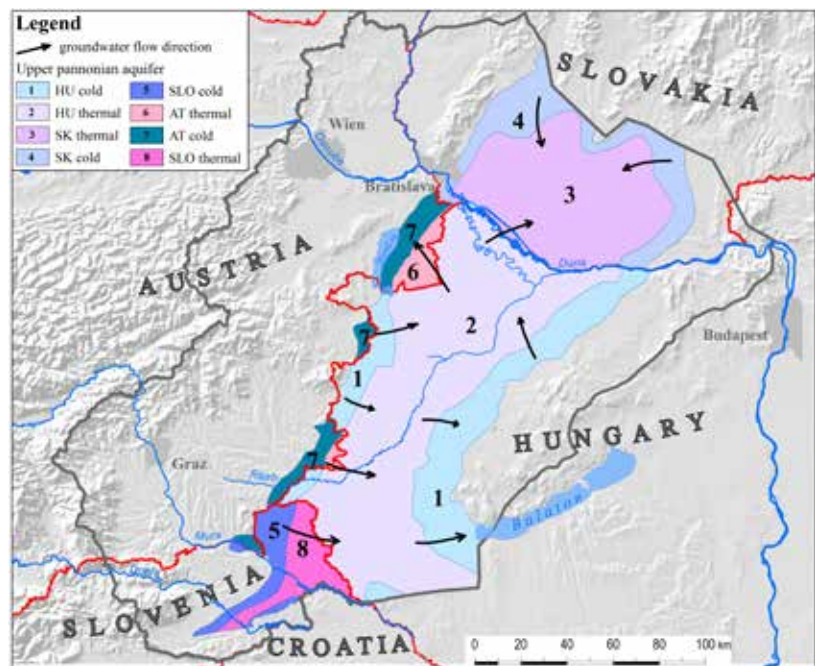 Legend
groundwater flow direction
Upper pannonian aquifer
1 HU cold
5 SLO cold
2 HU thermal
6 AT thermal
3 SK thermal
7 AT cold
4 SK cold
8 SLO thermal
SLOVAKIA
Wien
4
Bratislava
3
7
AUSTRIA
6
Duna
2
7
Budapest
1
HUNGARY
Graz
7
1
Balaton
5
8
Mura
SLOVENIA
CROATIA
0 20 40 60 80 100 km